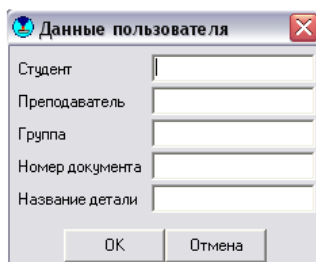 Данные пользователя
Студент
Преподаватель
Группа
Номер документа
Название детали
OK Отмена